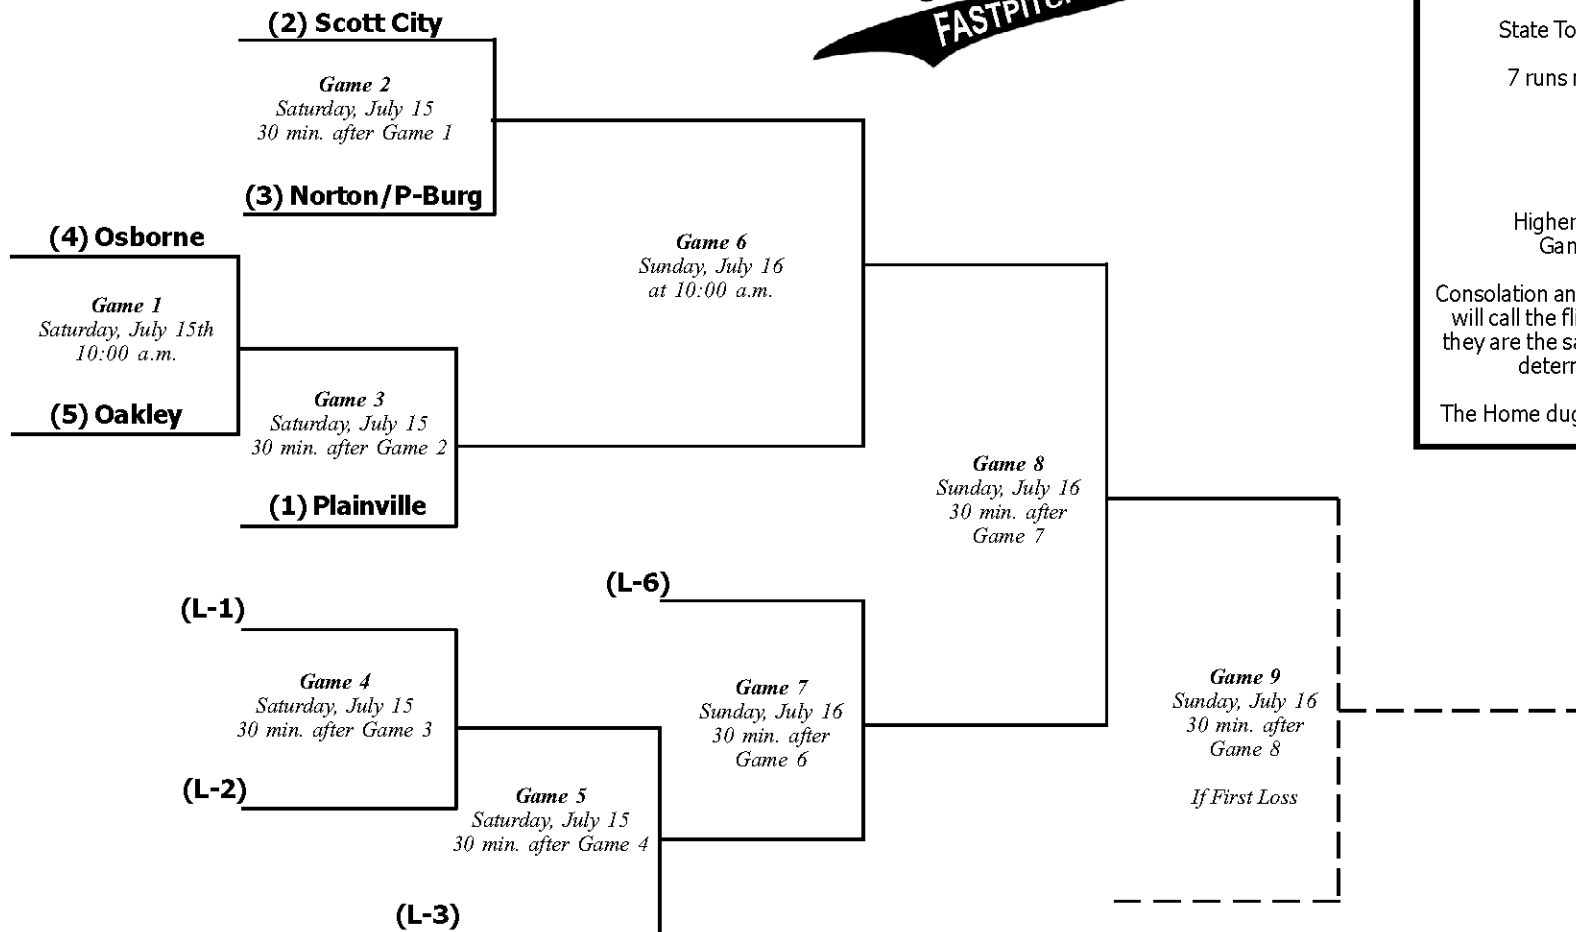 FASTPITCH
(2) Scott City
Game 2
Saturday, July 15
30 min. after Game 1
(3) Norton/P-Burg
(4) Osborne
Game 1
Saturday, July 15th
10:00 a.m.
(5) Oakley
Game 3
Saturday, July 15
30 min. after Game 2
(1) Plainville
Game 6
Sunday, July 16
at 10:00 a.m.
Game 8
Sunday, July 16
30 min. after
Game 7
(L-6)
(L-1)
Game 4
Saturday, July 15
30 min. after Game 3
(L-2)
Game 5
Saturday, July 15
30 min. after Game 4
(L-3)
Game 7
Sunday, July 16
30 min. after
Game 6
Game 9
Sunday, July 16
30 min. after
Game 8
If First Loss
State To
7 runs
Higher
Gam
Consolation an
will call the fl
they are the sa
determ
The Home dug